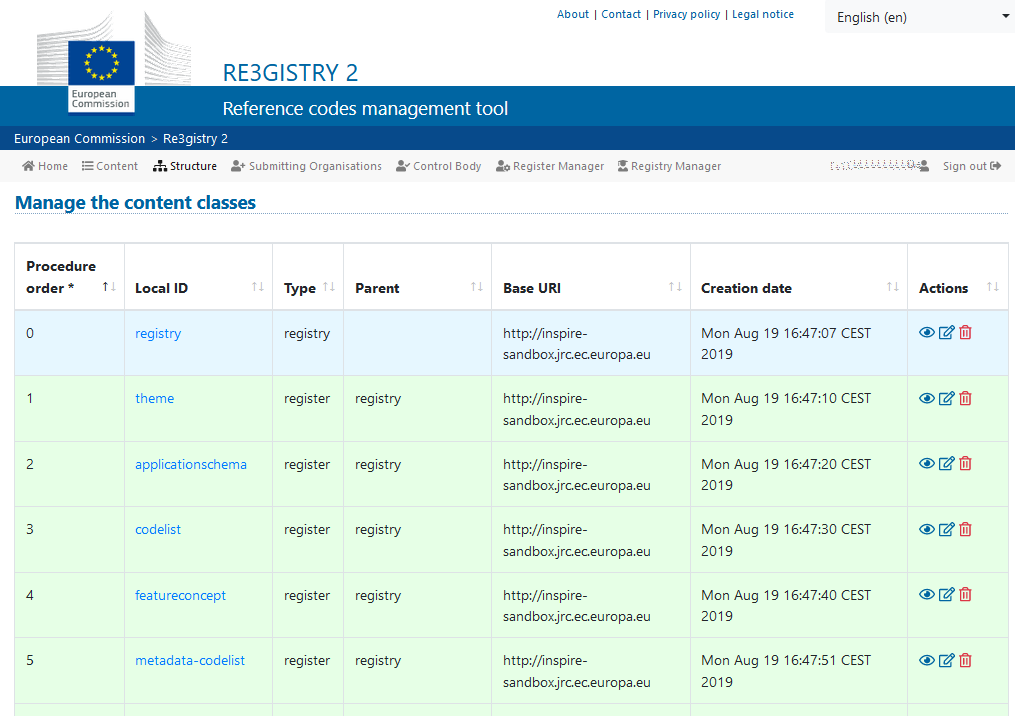 About | Contact | Privacy policy | Legal notice
English (en)
European
Commission
RE3GISTRY 2
Reference codes management tool
European Commission > Re3gistry 2
Home Content Structure Submitting Organisations Control Body Register Manager Registry Manager Sign out
Manage the content classes
Procedure
order * Local ID Type Parent Base URI Creation date Actions
0 registry registry http://inspire- Mon Aug 19 16:47:07 CEST
sandbox.jrc.ec.europa.eu 2019
1 theme register registry http://inspire- Mon Aug 19 16:47:10 CEST
sandbox.jrc.ec.europa.eu 2019
2 applicationschema register registry http://inspire- Mon Aug 19 16:47:20 CEST
sandbox.jrc.ec.europa.eu 2019
3 codelist register registry http://inspire- Mon Aug 19 16:47:30 CEST
sandbox.jrc.ec.europa.eu 2019
4 featureconcept register registry http://inspire- Mon Aug 19 16:47:40 CEST
sandbox.jrc.ec.europa.eu 2019
5 metadata-codelist register registry http://inspire- Mon Aug 19 16:47:51 CEST
sandbox.jrc.ec.europa.eu 2019